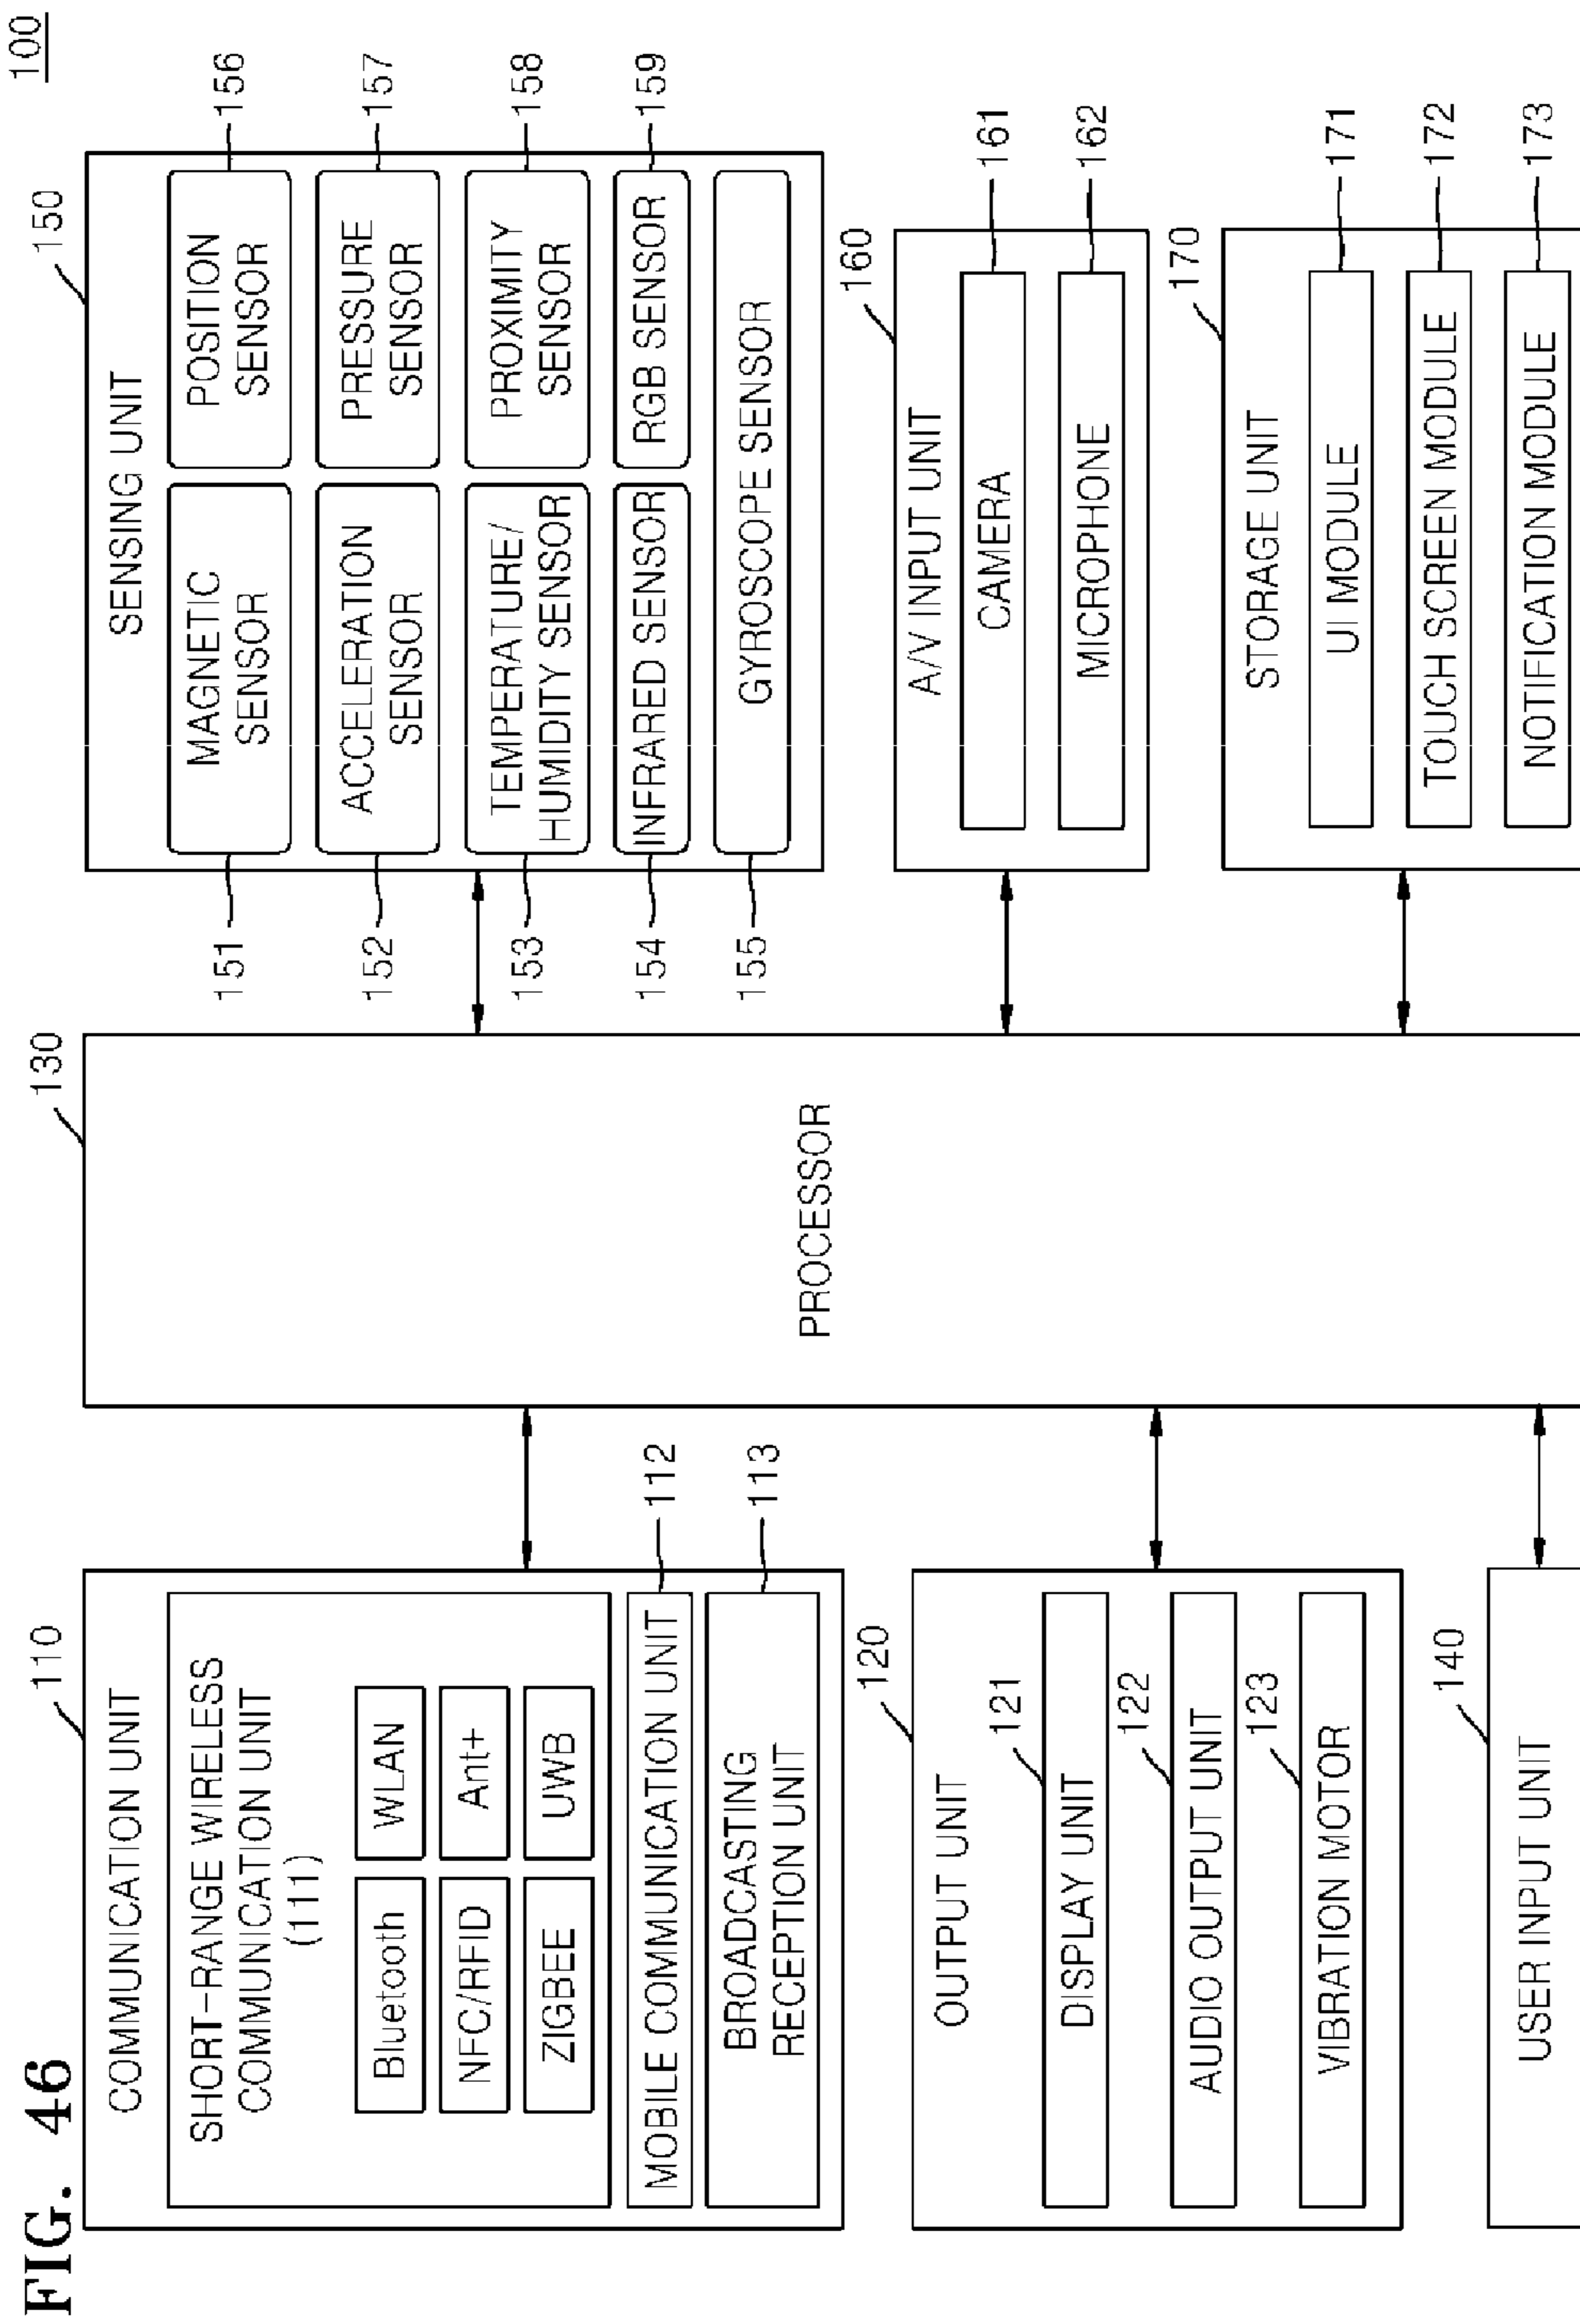 FIG. 46
100
110
COMMUNICATION UNIT
SHORT-RANGE WIRELESS
COMMUNICATION UNIT
(111)
Bluetooth
WLAN
NFC/RFID
Ant+
ZIGBEE
UWB
MOBILE COMMUNICATION UNIT
112
BROADCASTING
RECEPTION UNIT
113
120
OUTPUT UNIT
121
DISPLAY UNIT
122
AUDIO OUTPUT UNIT
123
VIBRATION MOTOR
140
USER INPUT UNIT
130
PROCESSOR
150
SENSING UNIT
151
MAGNETIC
SENSOR
POSITION
SENSOR
156
152
ACCELERATION
SENSOR
PRESSURE
SENSOR
157
153
TEMPERATURE/
HUMIDITY SENSOR
PROXIMITY
SENSOR
158
154
INFRARED SENSOR
RGB SENSOR
159
155
GYROSCOPE SENSOR
160
A/V INPUT UNIT
CAMERA
161
MICROPHONE
162
170
STORAGE UNIT
UI MODULE
171
TOUCH SCREEN MODULE
172
NOTIFICATION MODULE
173